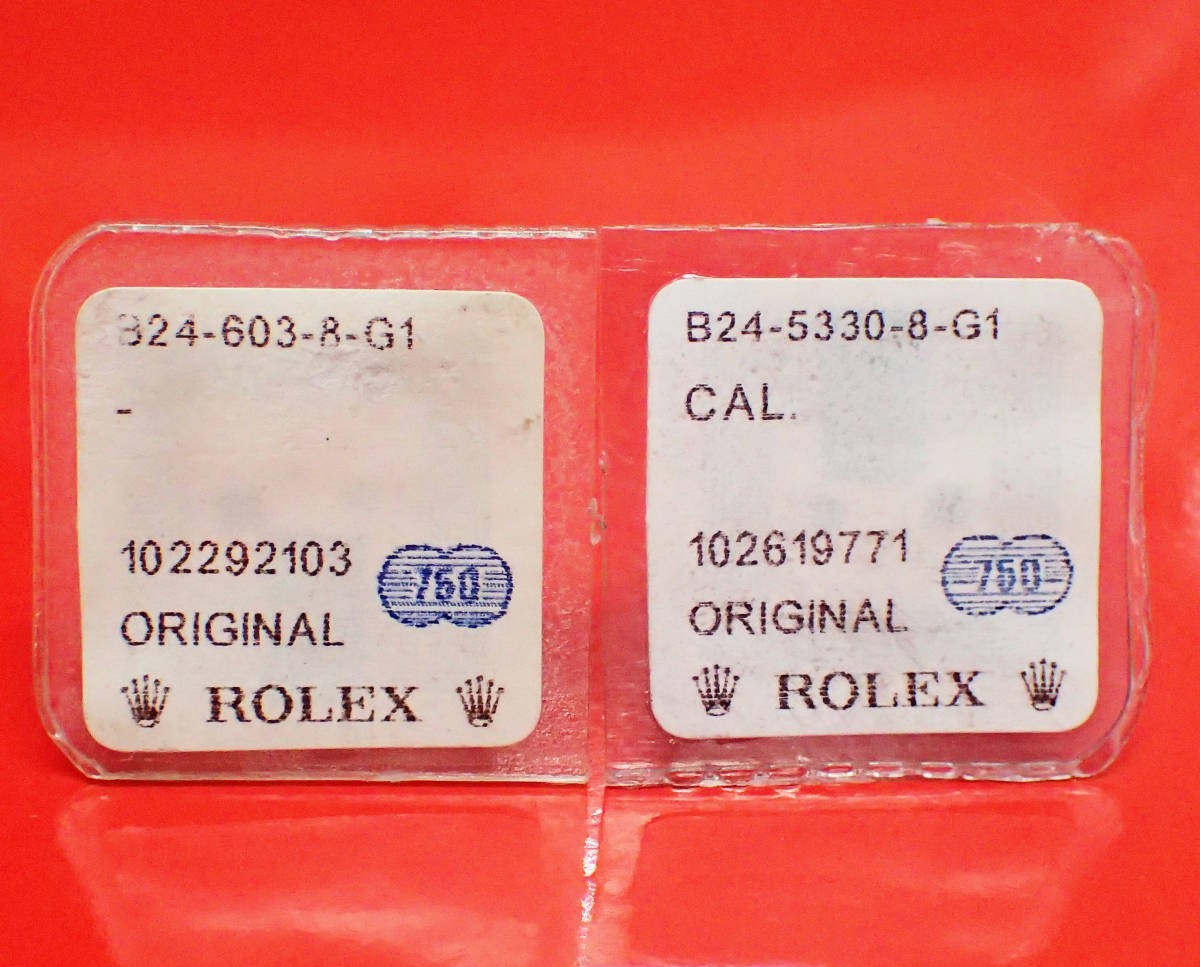 B24-603-8-G1
-
102292103
750
ORIGINAL
ROLEX
B24-5330-8-G1
CAL.
102619771
750
ORIGINAL
ROLEX